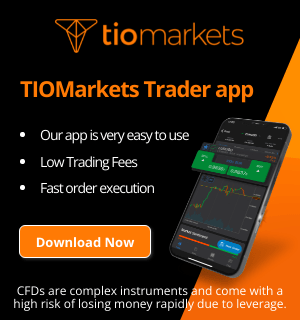 tiomarkets
TIOMarkets Trader app
Our app is very easy to use
Low Trading Fees
Fast order execution
Download Now
CFDs are complex instruments and come with a
high risk of losing money rapidly due to leverage.